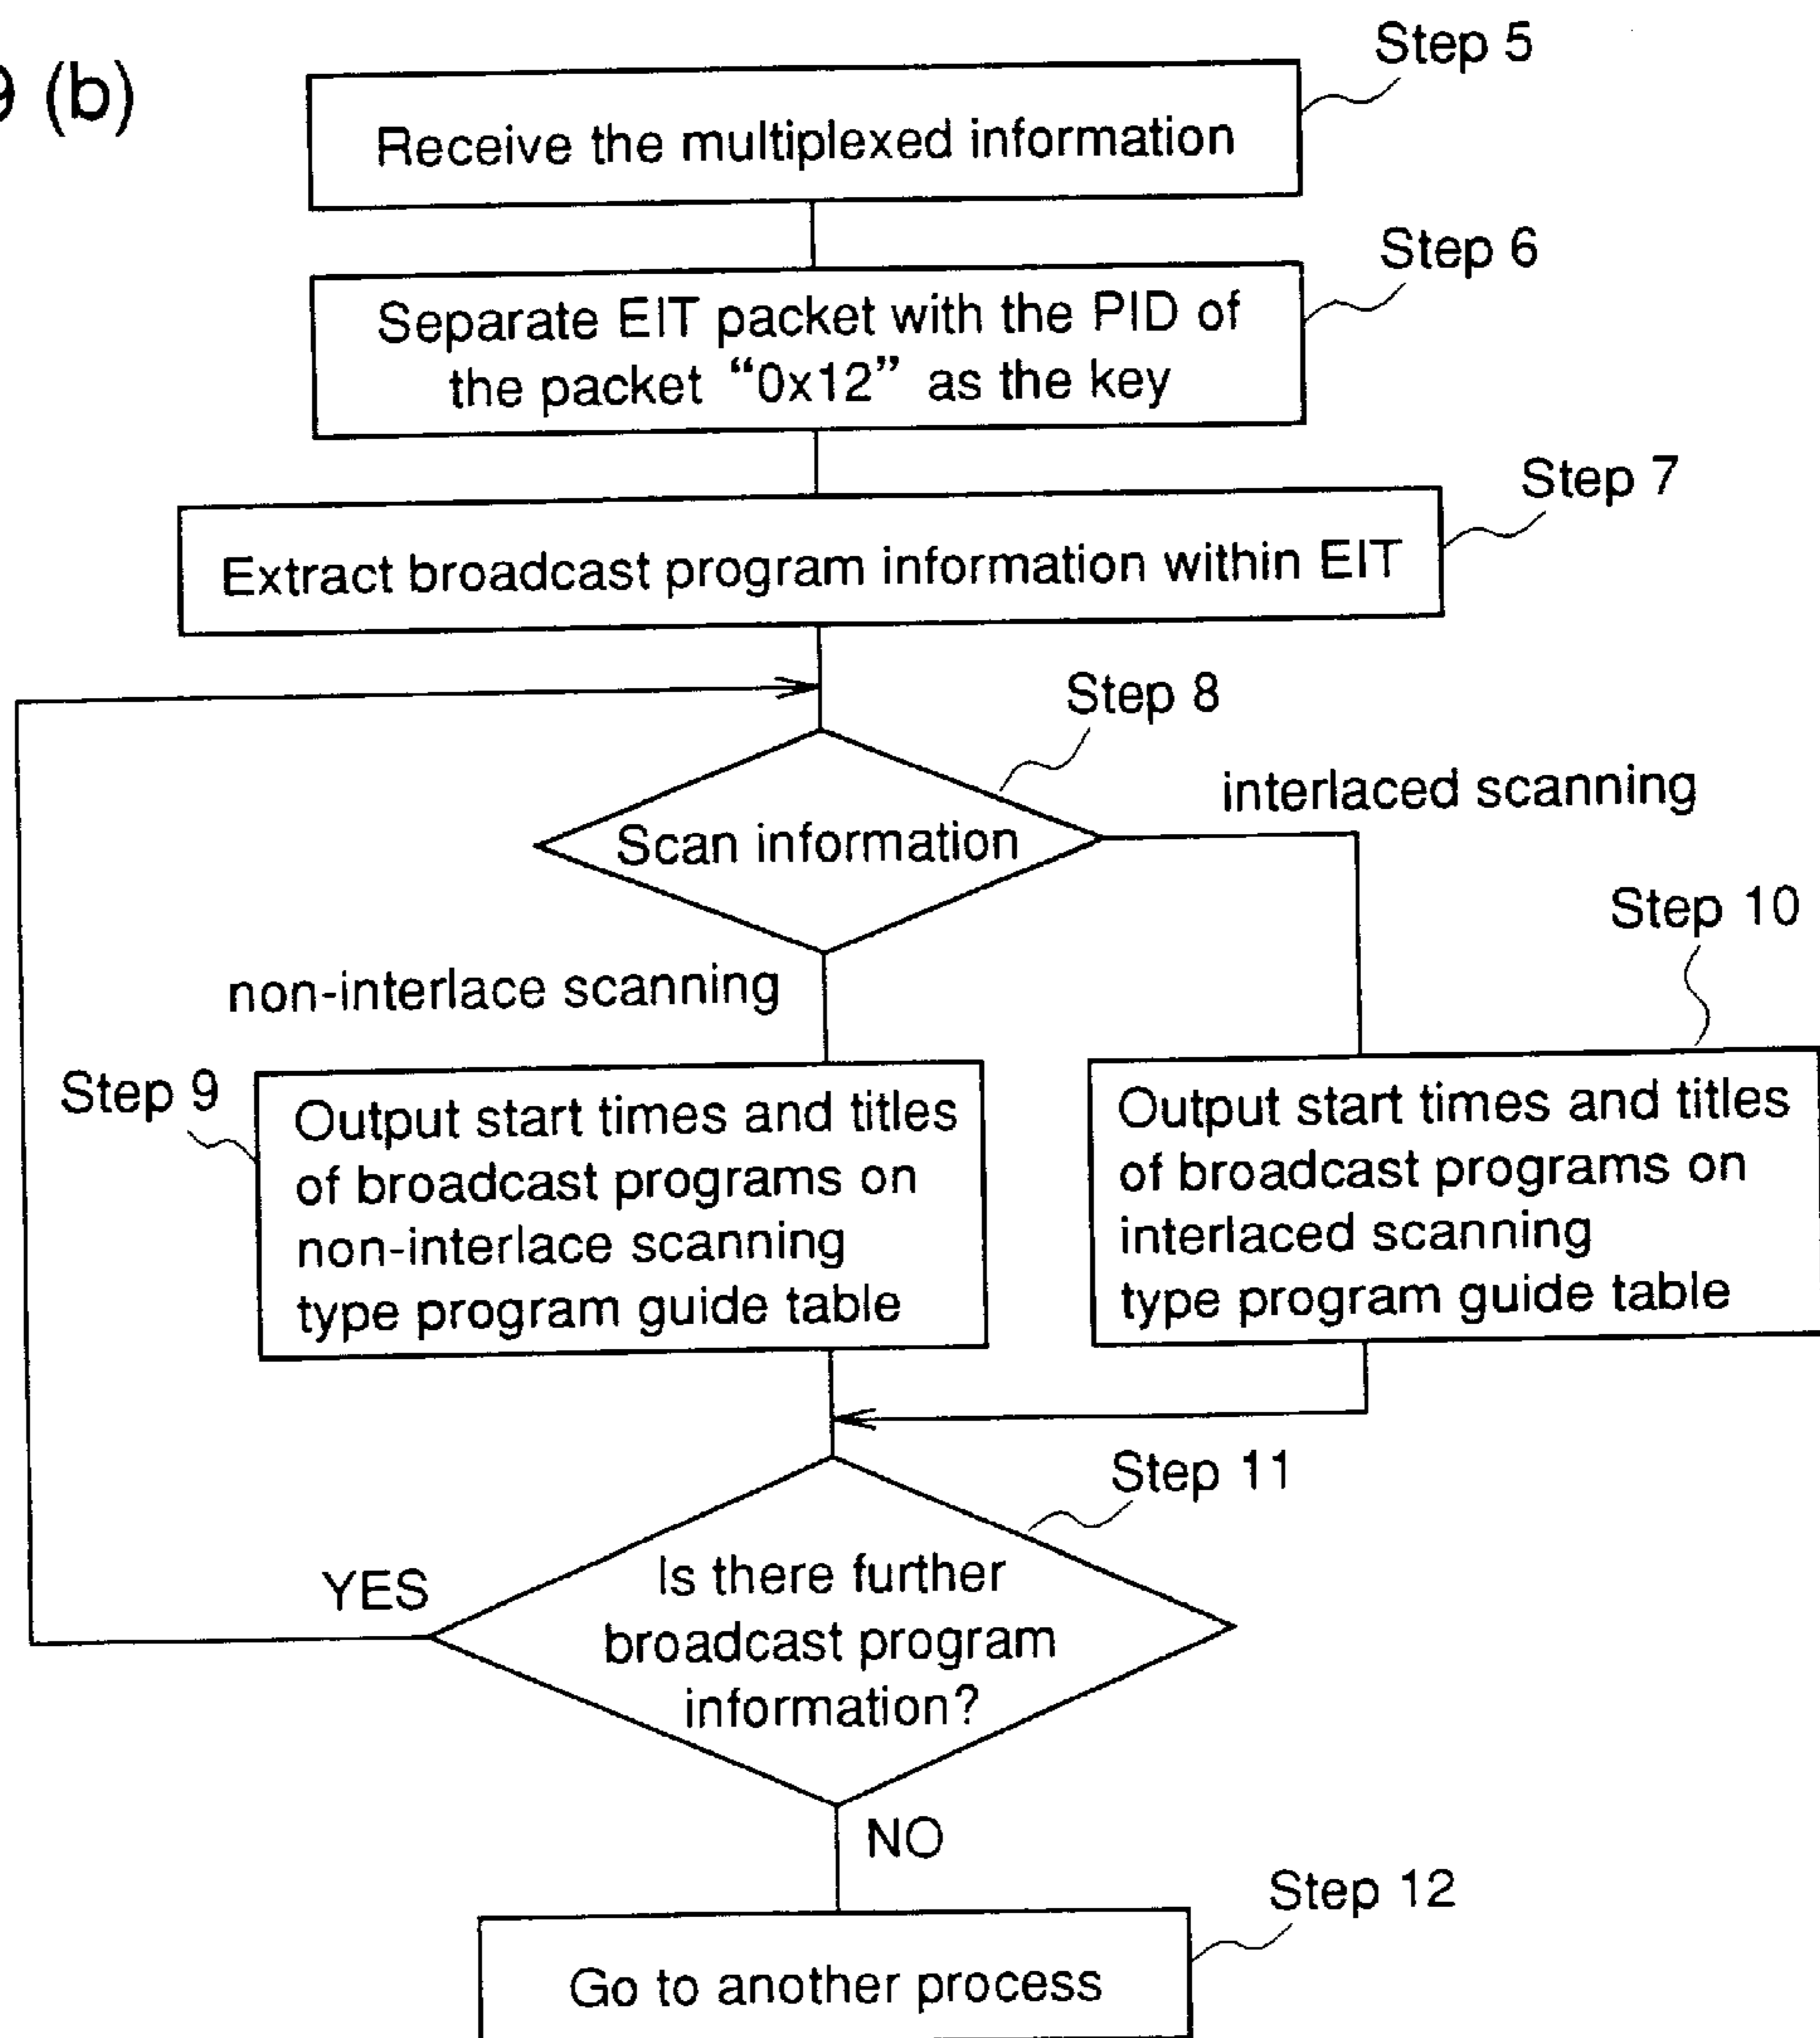 9 (b)
Step 5
Receive the multiplexed information
Step 6
Separate EIT packet with the PID of
the packet “0x12” as the key
Step 7
Extract broadcast program information within EIT
Step 8
Scan information
interlaced scanning
non-interlace scanning
Step 9
Output start times and titles
of broadcast programs on
non-interlace scanning
type program guide table
Step 10
Output start times and titles
of broadcast programs on
interlaced scanning
type program guide table
Step 11
Is there further
broadcast program
information?
YES
NO
Step 12
Go to another process